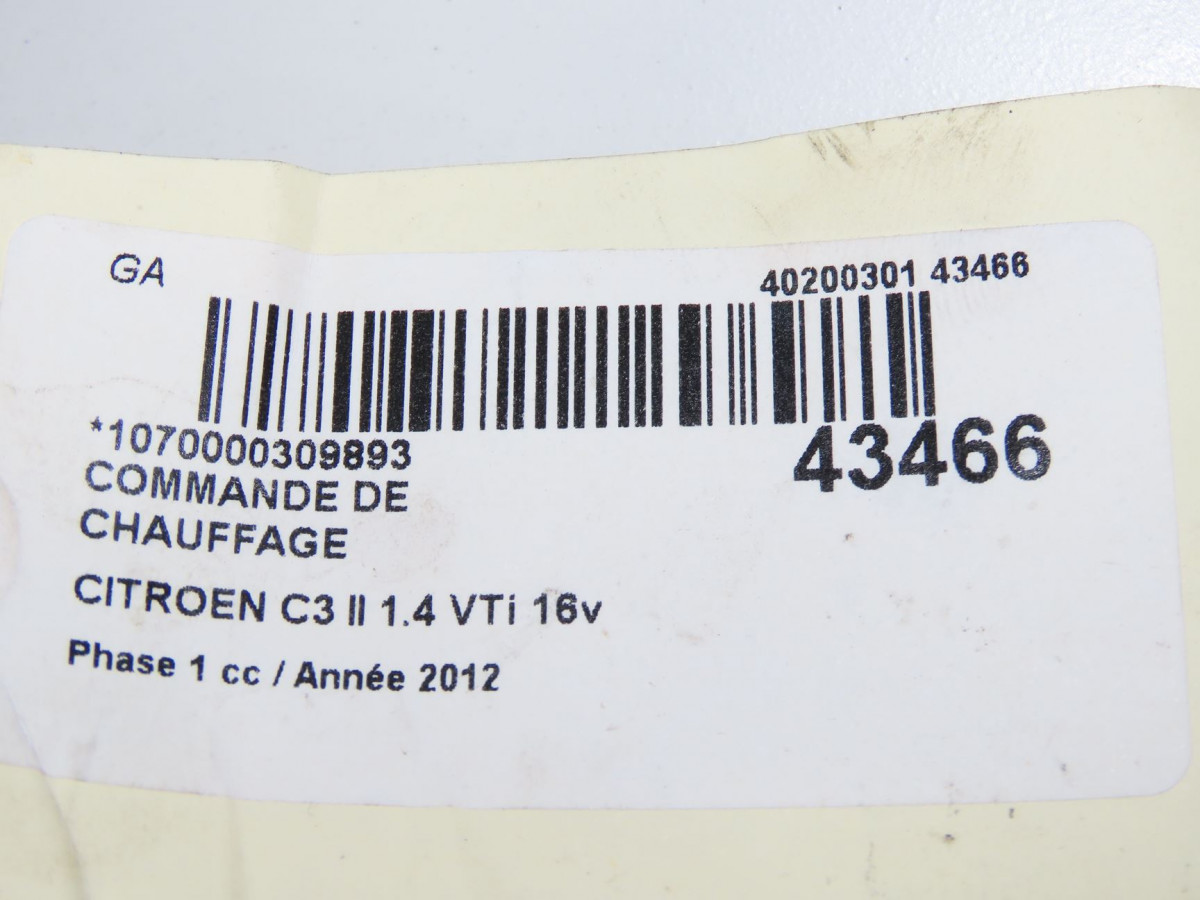 GA
40200301 43466
*1070000309893
43466
COMMANDE DE
CHAUFFAGE
CITROEN C3 II 1.4 VTi 16v
Phase 1 cc / Année 2012